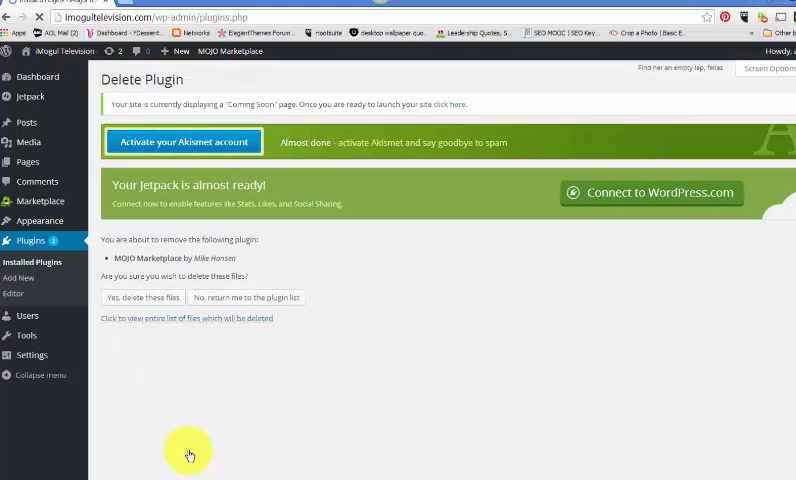 imogultelevision.com/wp-admin/plugins.php
Apps AOL Mail (2) Dashboard ‹ YDessent... Networks ElegantThemes Forum... hootsuite desktop wallpaper quo... Leadership Quotes, S... SEO MOOC | SEO Key... Crop a Photo | Basic E... Other b
iMogul Television 2 0 + New MOJO Marketplace Howdy, a
Find her an empty lap, fellas
Screen Options
Dashboard
Jetpack
Posts
Media
Pages
Comments
Marketplace
Appearance
Plugins
Installed Plugins
Add New
Editor
Users
Tools
Settings
Collapse menu
Delete Plugin
Your site is currently displaying a "Coming Soon" page. Once you are ready to launch your site click here.
Activate your Akismet account Almost done - activate Akismet and say goodbye to spam
A
Your Jetpack is almost ready!
Connect now to enable features like Stats, Likes, and Social Sharing.
Connect to WordPress.com
You are about to remove the following plugin:
• MOJO Marketplace by Mike Hansen
Are you sure you wish to delete these files?
Yes, delete these files No, return me to the plugin list
Click to view entire list of files which will be deleted